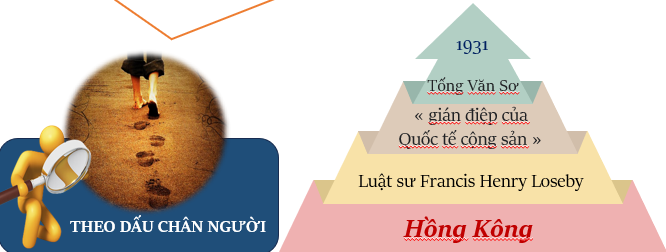 THEO DẤU CHÂN NGƯỜI
1931
Tống Văn Sơ
« gián điệp của
Quốc tế cộng sản »
Luật sư Francis Henry Loseby
Hồng Kông